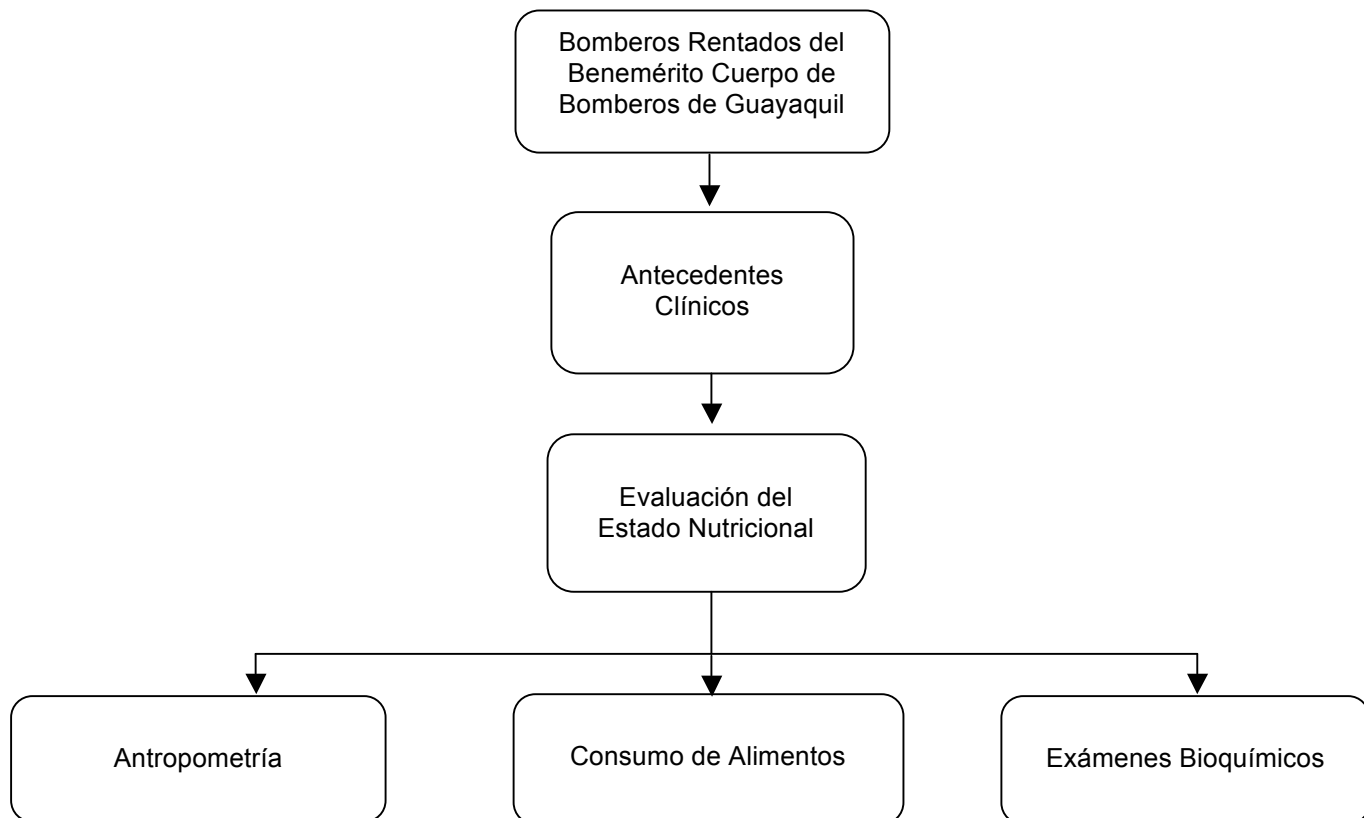 Bomberos Rentados del
Benemérito Cuerpo de
Bomberos de Guayaquil
Antecedentes
Clínicos
Evaluación del
Estado Nutricional
Antropometría
Consumo de Alimentos
Exámenes Bioquímicos